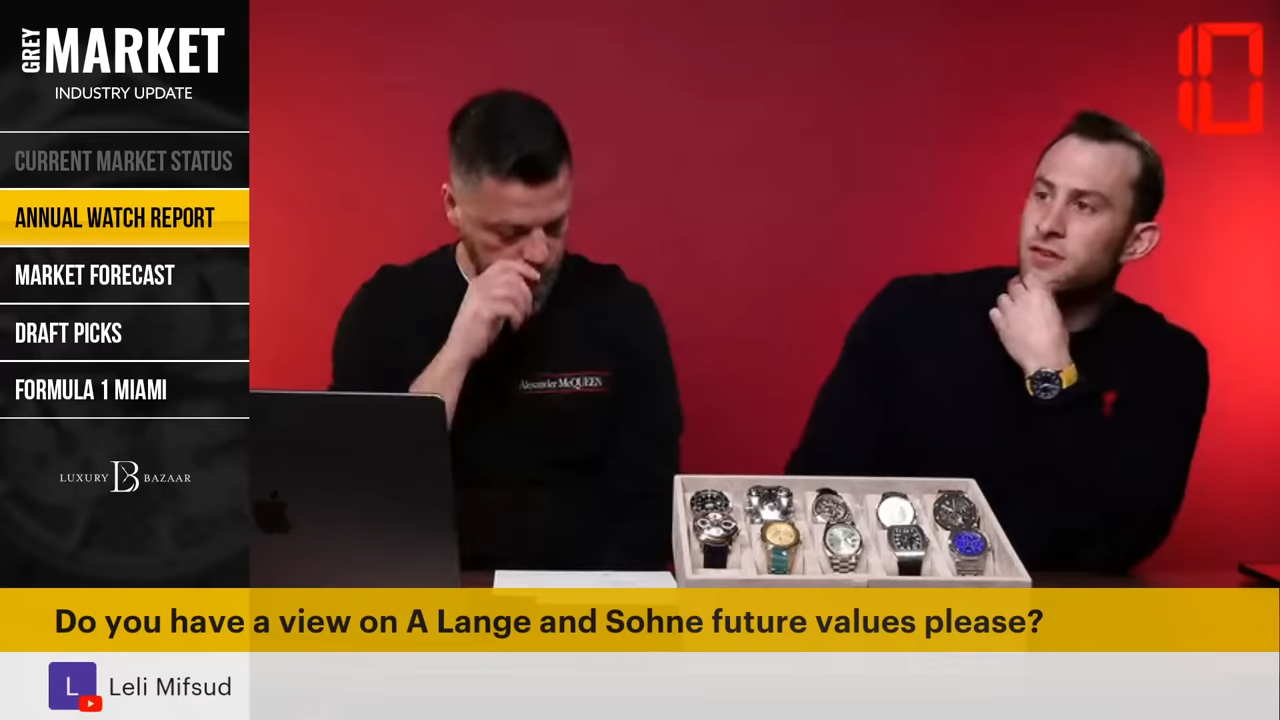 GREY
MARKET
INDUSTRY UPDATE
CURRENT MARKET STATUS
ANNUAL WATCH REPORT
MARKET FORECAST
DRAFT PICKS
FORMULA 1 MIAMI
LUXURY LB BAZAAR
10
Alexander McQUEEN
Do you have a view on A Lange and Sohne future values please?
L
Leli Mifsud